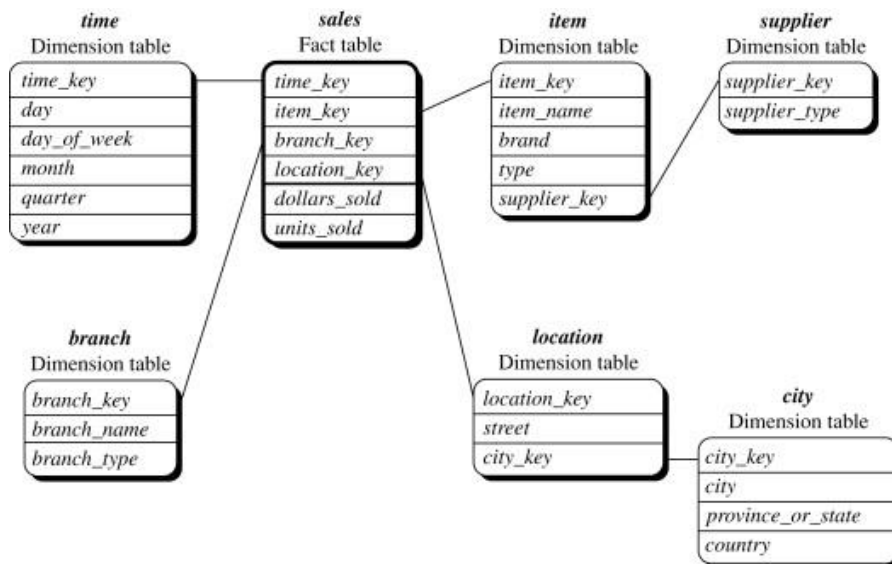 time
Dimension table
time_key
day
day_of_week
month
quarter
year
sales
Fact table
time_key
item_key
branch_key
location_key
dollars_sold
units_sold
item
Dimension table
item_key
item_name
brand
type
supplier_key
supplier
Dimension table
supplier_key
supplier_type
branch
Dimension table
branch_key
branch_name
branch_type
location
Dimension table
location_key
street
city_key
city
Dimension table
city_key
city
province_or_state
country